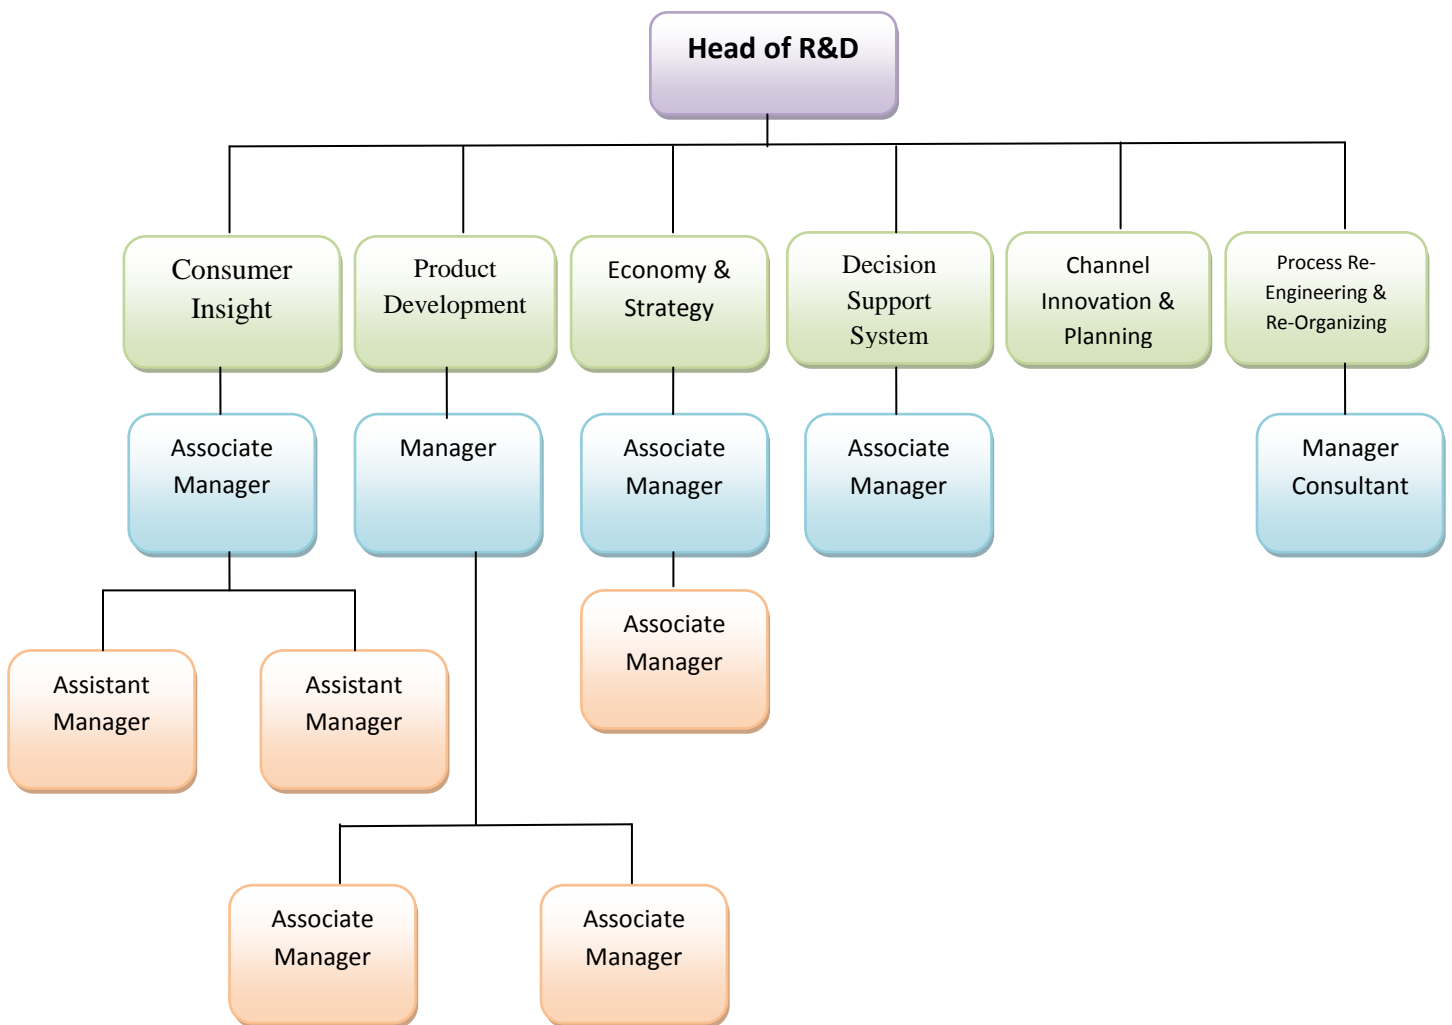 Head of R&D
Consumer
Insight
Product
Development
Economy &
Strategy
Decision
Support
System
Channel
Innovation &
Planning
Process Re-
Engineering &
Re-Organizing
Associate
Manager
Manager
Associate
Manager
Associate
Manager
Manager
Consultant
Assistant
Manager
Assistant
Manager
Associate
Manager
Associate
Manager
Associate
Manager